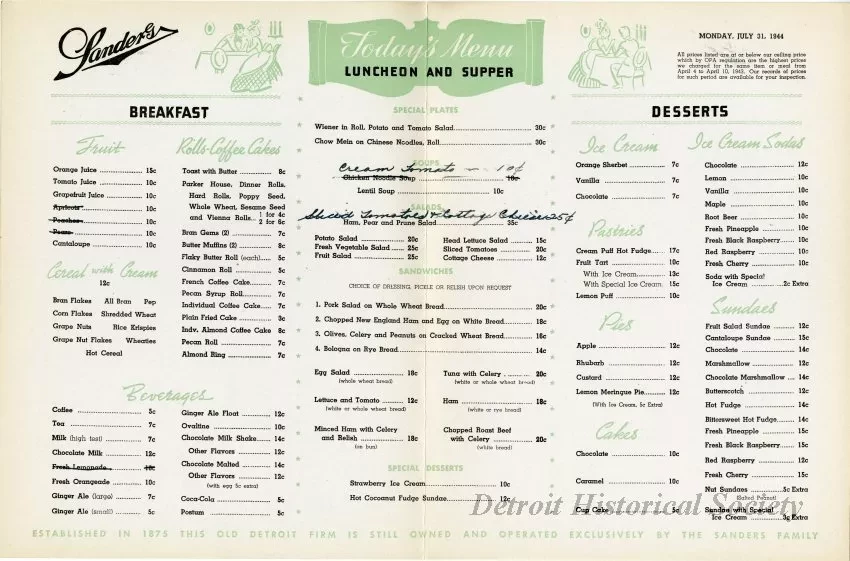 Sanders
Today's Menu
LUNCHEON AND SUPPER
MONDAY, JULY 31, 1944
All prices listed are at or below our ceiling price
which by OPA regulation are the highest prices
we charged for the same item or meal from
April 4 to April 10, 1943. Our records of prices
for such period are available for your inspection.
BREAKFAST
Fruit
Orange Juice 15c
Tomato Juice 10c
Grapefruit Juice 10c
Apricots 10c
Peaches 10c
Pears 10c
Cantaloupe 10c
Cereal with Cream
12c
Bran Flakes All Bran Pep
Corn Flakes Shredded Wheat
Grape Nuts Rice Krispies
Grape Nut Flakes Wheaties
Hot Cereal
Rolls-Coffee Cakes
Toast with Butter 8c
Parker House, Dinner Rolls,
Hard Rolls, Poppy Seed,
Whole Wheat, Sesame Seed
and Vienna Rolls 1 for 4c
2 for 6c
Bran Gems (2) 7c
Butter Muffins (2) 8c
Flaky Butter Roll (each) 5c
Cinnamon Roll 5c
French Coffee Cake 7c
Pecan Syrup Roll 7c
Individual Coffee Cake 7c
Plain Fried Cake 3c
Indv. Almond Coffee Cake 8c
Pecan Roll 7c
Almond Ring 7c
Beverages
Coffee 5c
Tea 7c
Milk (high test) 7c
Chocolate Milk 12c
Fresh Lemonade 10c
Fresh Orangeade 10c
Ginger Ale (large) 7c
Ginger Ale (small) 5c
Ginger Ale Float 12c
Ovaltine 10c
Chocolate Milk Shake 14c
Other Flavors 12c
Chocolate Malted 14c
Other Flavors 12c
(with egg 5c extra)
Coca-Cola 5c
Postum 5c
SPECIAL PLATES
Wiener in Roll, Potato and Tomato Salad 30c
Chow Mein on Chinese Noodles, Roll 30c
SOUPS
Cream Tomato 10¢
Chicken Noodle Soup 10c
Lentil Soup 10c
SALADS
Sliced Tomatoes & Cottage Cheese 25¢
Ham, Pear and Prune Salad 35c
Potato Salad 20c
Fresh Vegetable Salad 25c
Fruit Salad 25c
Head Lettuce Salad 15c
Sliced Tomatoes 20c
Cottage Cheese 12c
SANDWICHES
CHOICE OF DRESSING, PICKLE OR RELISH UPON REQUEST
1. Pork Salad on Whole Wheat Bread 20c
2. Chopped New England Ham and Egg on White Bread 18c
3. Olives, Celery and Peanuts on Cracked Wheat Bread 16c
4. Bologna on Rye Bread 14c
Egg Salad 18c
(whole wheat bread)
Lettuce and Tomato 12c
(white or whole wheat bread)
Minced Ham with Celery
and Relish 18c
(on bun)
Tuna with Celery 20c
(white or whole wheat bread)
Ham 18c
(white or rye bread)
Chopped Roast Beef
with Celery 20c
(white bread)
SPECIAL DESSERTS
Strawberry Ice Cream 10c
Hot Cocoanut Fudge Sundae 12c
DESSERTS
Ice Cream
Orange Sherbet 7c
Vanilla 7c
Chocolate 7c
Pastries
Cream Puff Hot Fudge 17c
Fruit Tart 10c
With Ice Cream 13c
With Special Ice Cream 15c
Lemon Puff 10c
Pies
Apple 12c
Rhubarb 12c
Custard 12c
Lemon Meringue Pie 12c
(With Ice Cream, 5c Extra)
Cakes
Chocolate 10c
Caramel 10c
Cup Cake 5c
Ice Cream Sodas
Chocolate 12c
Lemon 10c
Vanilla 10c
Maple 10c
Root Beer 10c
Fresh Pineapple 10c
Fresh Black Raspberry 10c
Red Raspberry 10c
Fresh Cherry 10c
Soda with Special
Ice Cream 2c Extra
Sundaes
Fruit Salad Sundae 12c
Cantaloupe Sundae 15c
Chocolate 14c
Marshmallow 12c
Chocolate Marshmallow 14c
Butterscotch 12c
Hot Fudge 14c
Bittersweet Hot Fudge 14c
Fresh Pineapple 15c
Fresh Black Raspberry 15c
Red Raspberry 12c
Fresh Cherry 15c
Nut Sundaes 5c Extra
(Salted Peanut)
Sundae with Special
Ice Cream 3c Extra
Detroit Historical Society
ESTABLISHED IN 1875 THIS OLD DETROIT FIRM IS STILL OWNED AND OPERATED EXCLUSIVELY BY THE SANDERS FAMILY